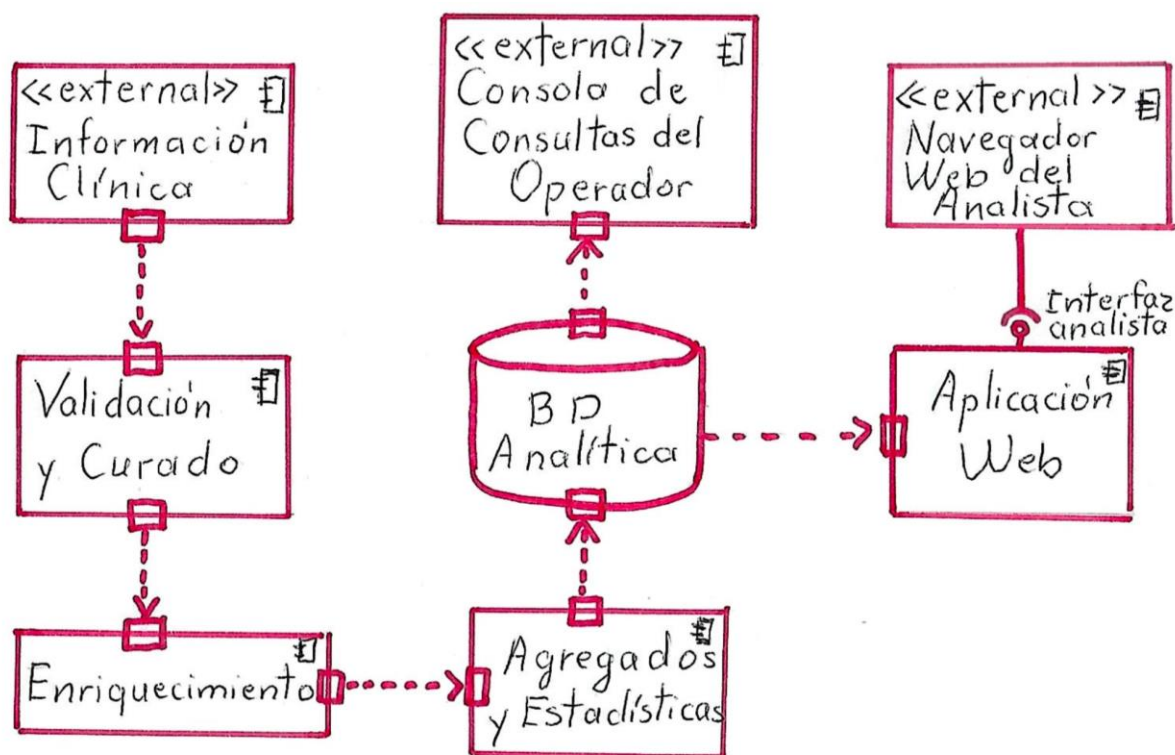 <<external>>
Información
Clínica
<<external>>
Consola de
Consultas del
Operador
<<external>>
Navegador
Web del
Analista
Interfaz
analista
Validación
y Curado
BD
Analítica
Aplicación
Web
Enriquecimiento
Agregados
y Estadísticas